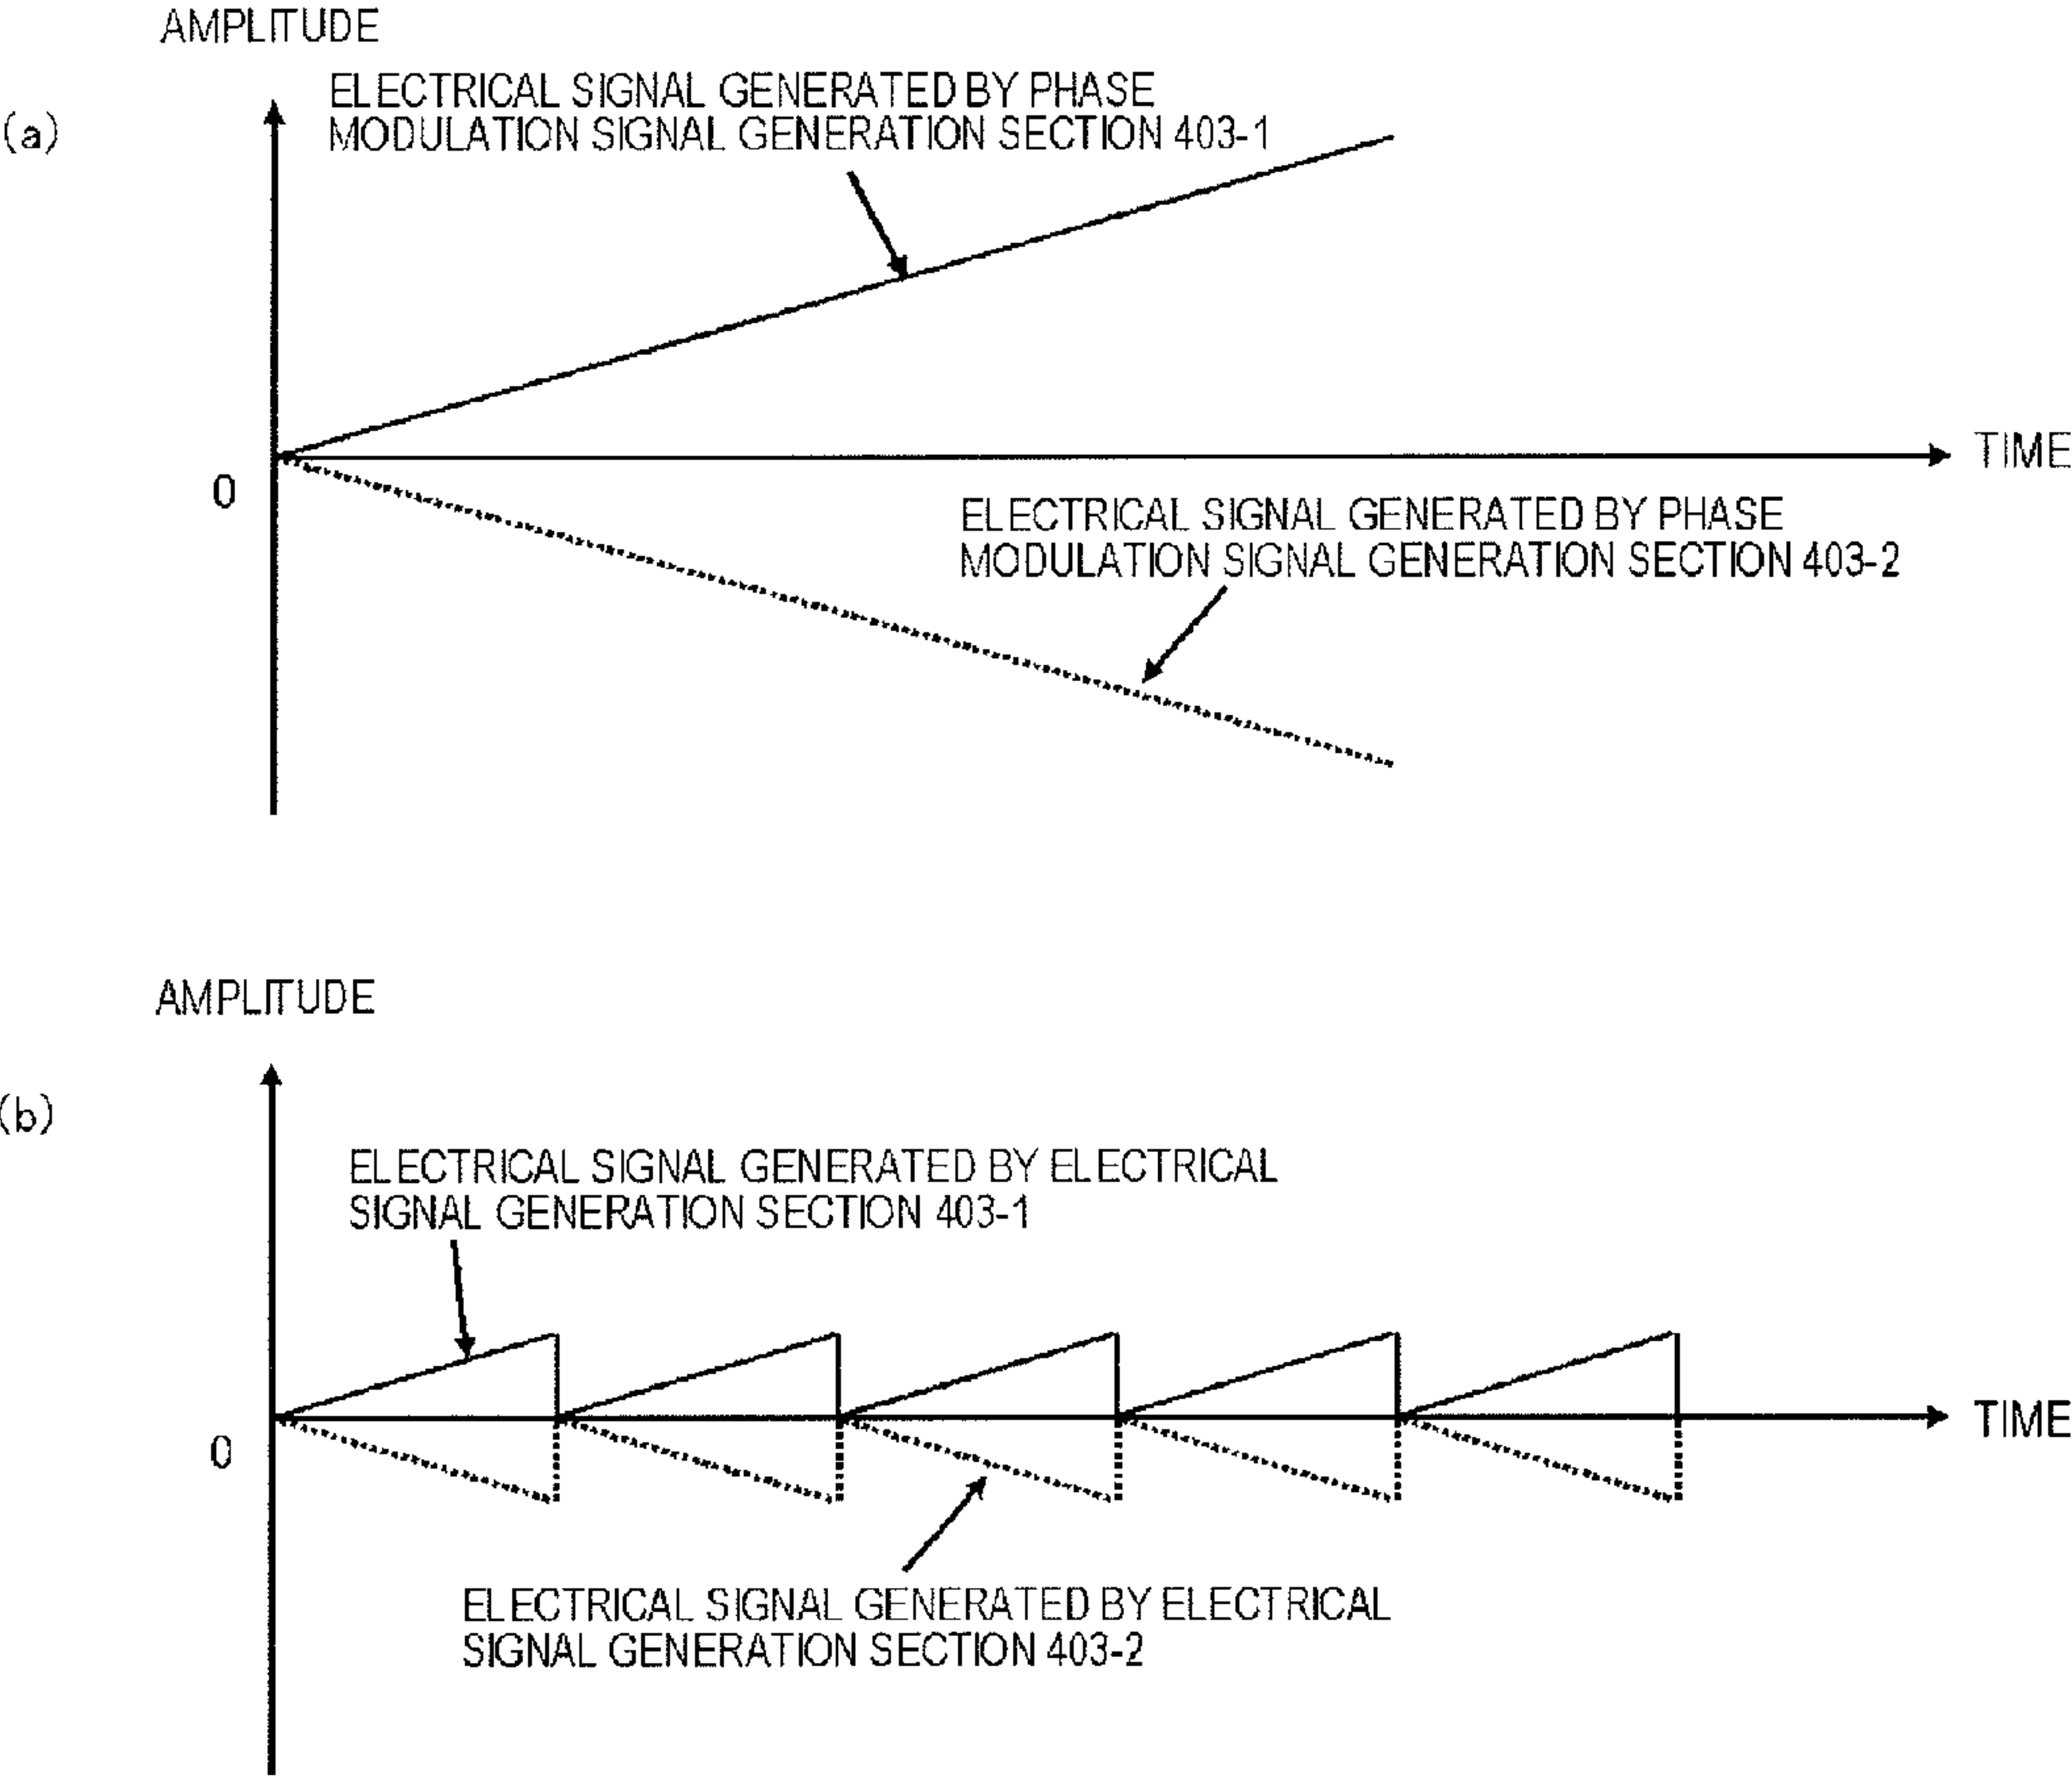 AMPLITUDE
(a)
ELECTRICAL SIGNAL GENERATED BY PHASE
MODULATION SIGNAL GENERATION SECTION 403-1
TIME
0
ELECTRICAL SIGNAL GENERATED BY PHASE
MODULATION SIGNAL GENERATION SECTION 403-2
AMPLITUDE
(b)
ELECTRICAL SIGNAL GENERATED BY ELECTRICAL
SIGNAL GENERATION SECTION 403-1
TIME
0
ELECTRICAL SIGNAL GENERATED BY ELECTRICAL
SIGNAL GENERATION SECTION 403-2